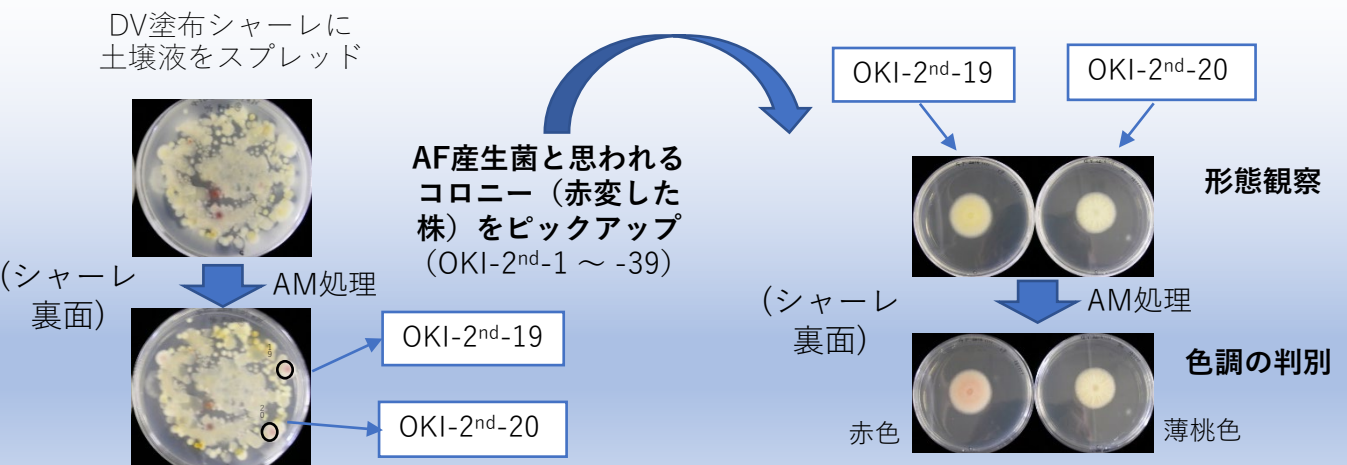 DV塗布シャーレに
土壌液をスプレッド
(シャーレ
裏面)
AM処理
19
20
OKI-2nd-19
OKI-2nd-20
AF産生菌と思われる
コロニー（赤変した
株）をピックアップ
（OKI-2nd-1 ～ -39）
OKI-2nd-19
OKI-2nd-20
形態観察
(シャーレ
裏面)
AM処理
色調の判別
赤色
薄桃色